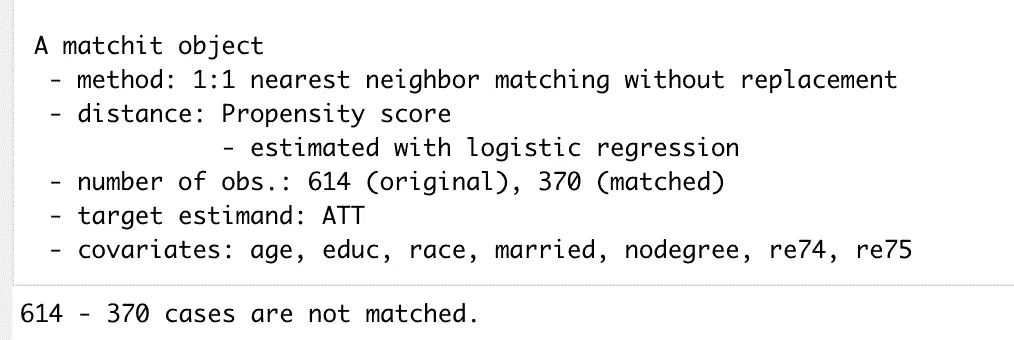 A matchit object
- method: 1:1 nearest neighbor matching without replacement
- distance: Propensity score
- estimated with logistic regression
- number of obs.: 614 (original), 370 (matched)
- target estimand: ATT
- covariates: age, educ, race, married, nodegree, re74, re75
614 - 370 cases are not matched.